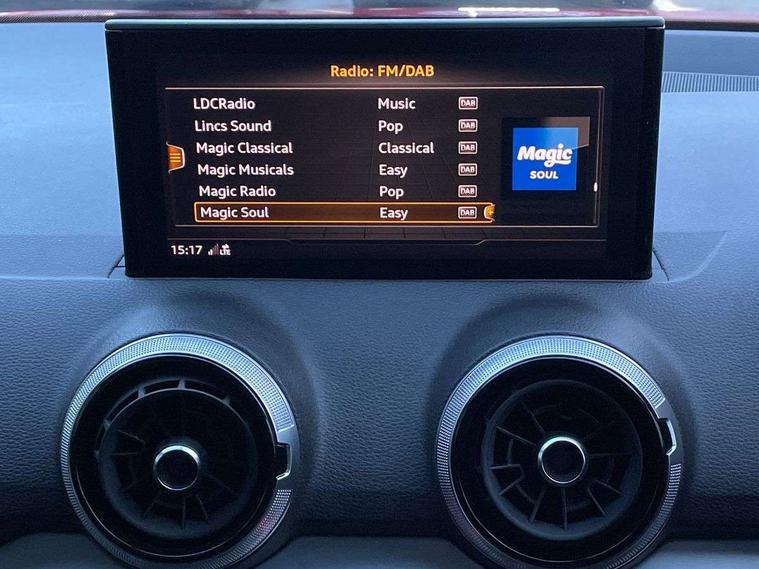 Radio: FM/DAB
LDCRadio Music DAB
Lincs Sound Pop DAB
Magic Classical Classical DAB
Magic Musicals Easy DAB
Magic Radio Pop DAB
Magic Soul Easy DAB
Magic
SOUL
15:17 LTE